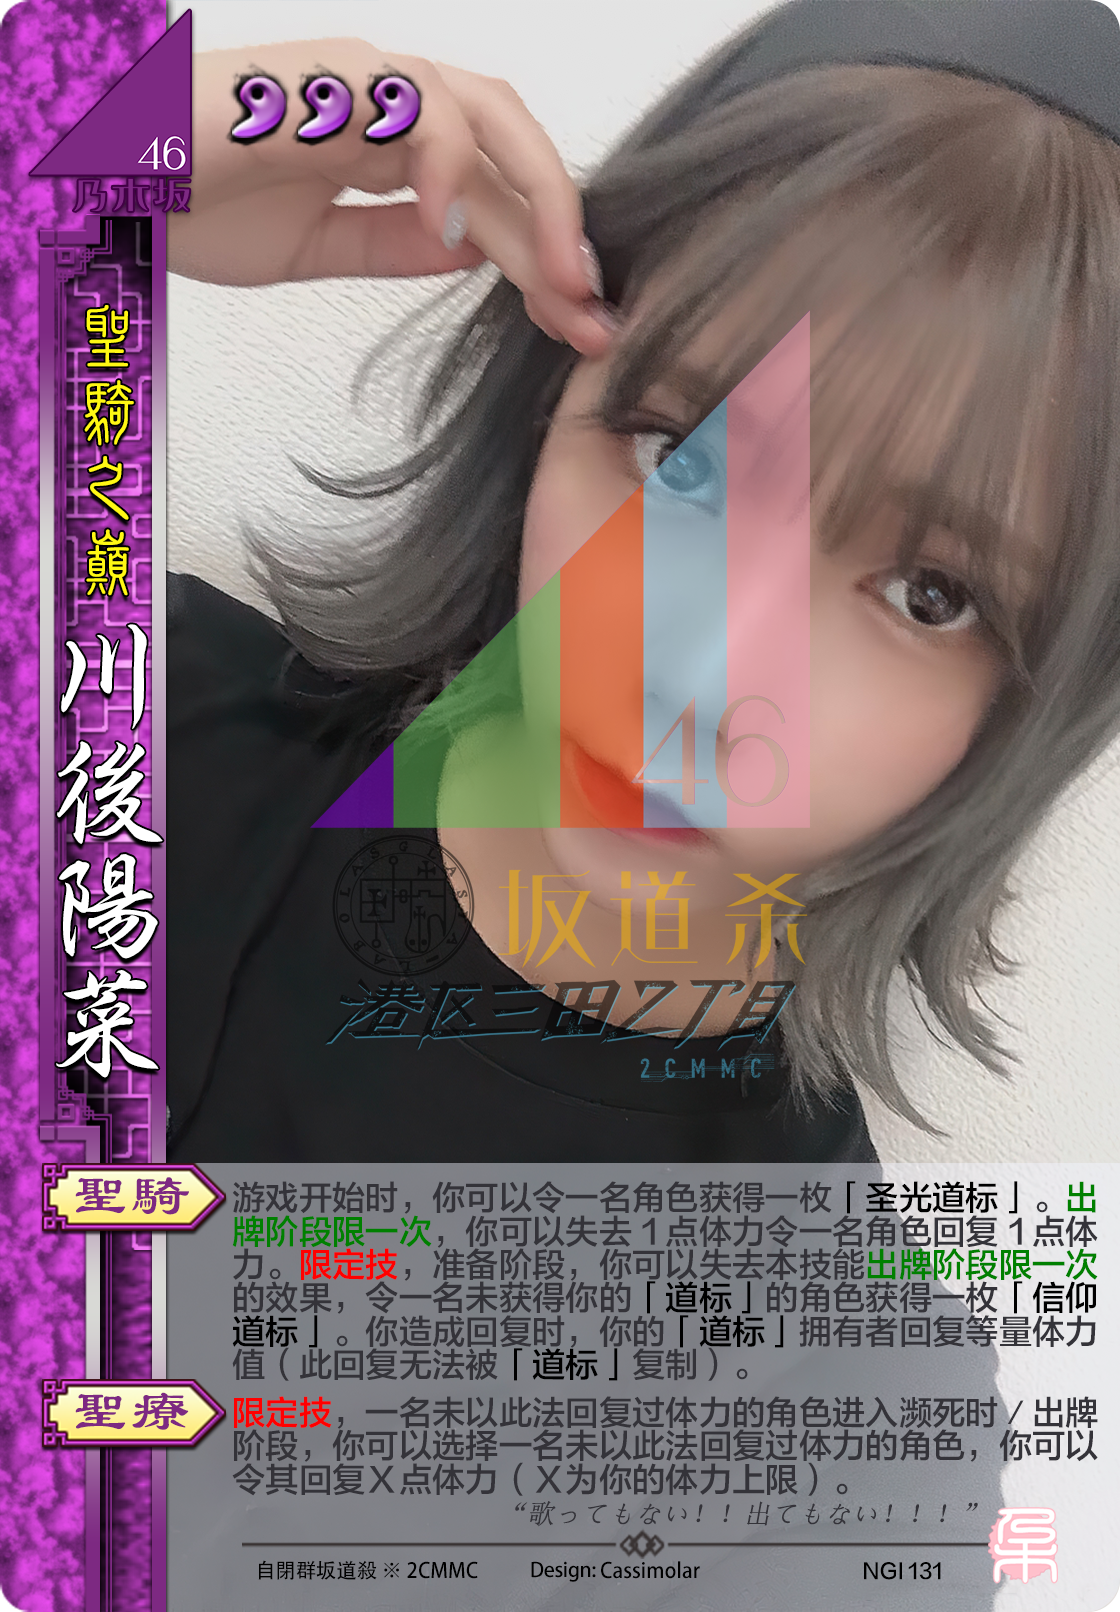 46
乃木坂
聖騎之巔
川後陽菜
46
坂道杀
港区三田2丁目
2CMMC
聖騎
游戏开始时，你可以令一名角色获得一枚「圣光道标」。出
牌阶段限一次，你可以失去１点体力令一名角色回复１点体
力。限定技，准备阶段，你可以失去本技能出牌阶段限一次
的效果，令一名未获得你的「道标」的角色获得一枚「信仰
道标」。你造成回复时，你的「道标」拥有者回复等量体力
值（此回复无法被「道标」复制）。
聖療
限定技，一名未以此法回复过体力的角色进入濒死时／出牌
阶段，你可以选择一名未以此法回复过体力的角色，你可以
令其回复Ｘ点体力（Ｘ为你的体力上限）。
“歌ってもない！！出てもない！！！”
自閉群坂道殺 ※ 2CMMC
Design: Cassimolar
NGI 131